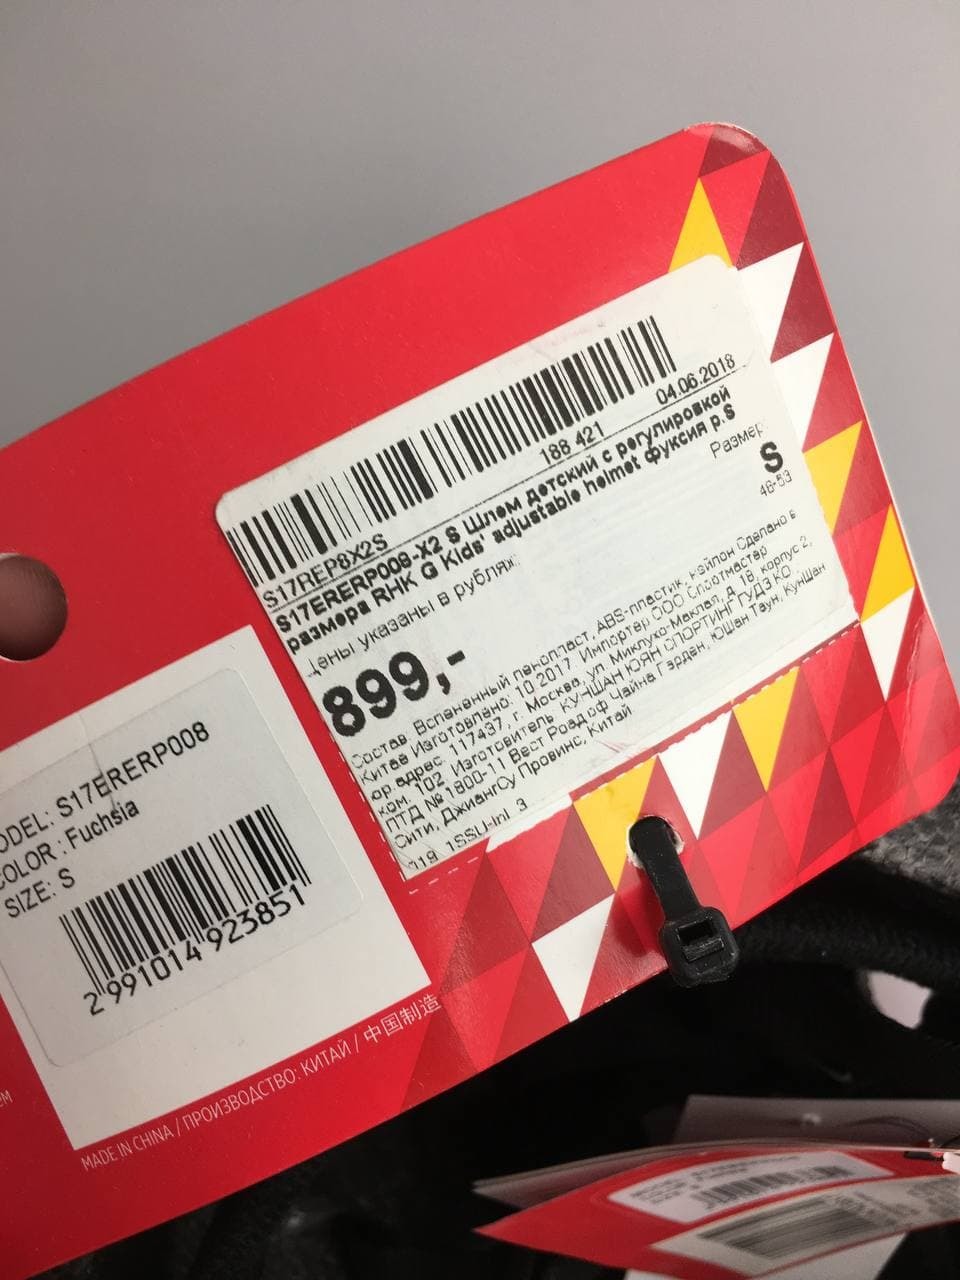 188 421
04.06.2018
S17REP8X2S
S17ERERP008-X2 S Шлем детский с регулировкой
размера RHK G Kids' adjustable helmet фуксия р.S
Цены указаны в рублях
Размер
S
48-53
899,-
Состав: Вспененный пенопласт, ABS-пластик, нейлон Сделано в
Китае Изготовлено: 10.2017 Импортер ООО Спортмастер
юр.адрес: 117437, г. Москва, ул. Миклухо-Маклая, д. 18, корпус 2,
ком. 102 Изготовитель КУНШАН ЮЯН СПОРТИНГ ГУДЗ КО
ЛТД №1800-11 Вест Роад оф Чайна Гарден, ЮШан Таун, КунШан
Сити, ДжиангСу Провинс, Китай
MODEL: S17ERERP008
COLOR: Fuchsia
SIZE: S
2 991014 923851
MADE IN CHINA / ПРОИЗВОДСТВО: КИТАЙ / 中国制造